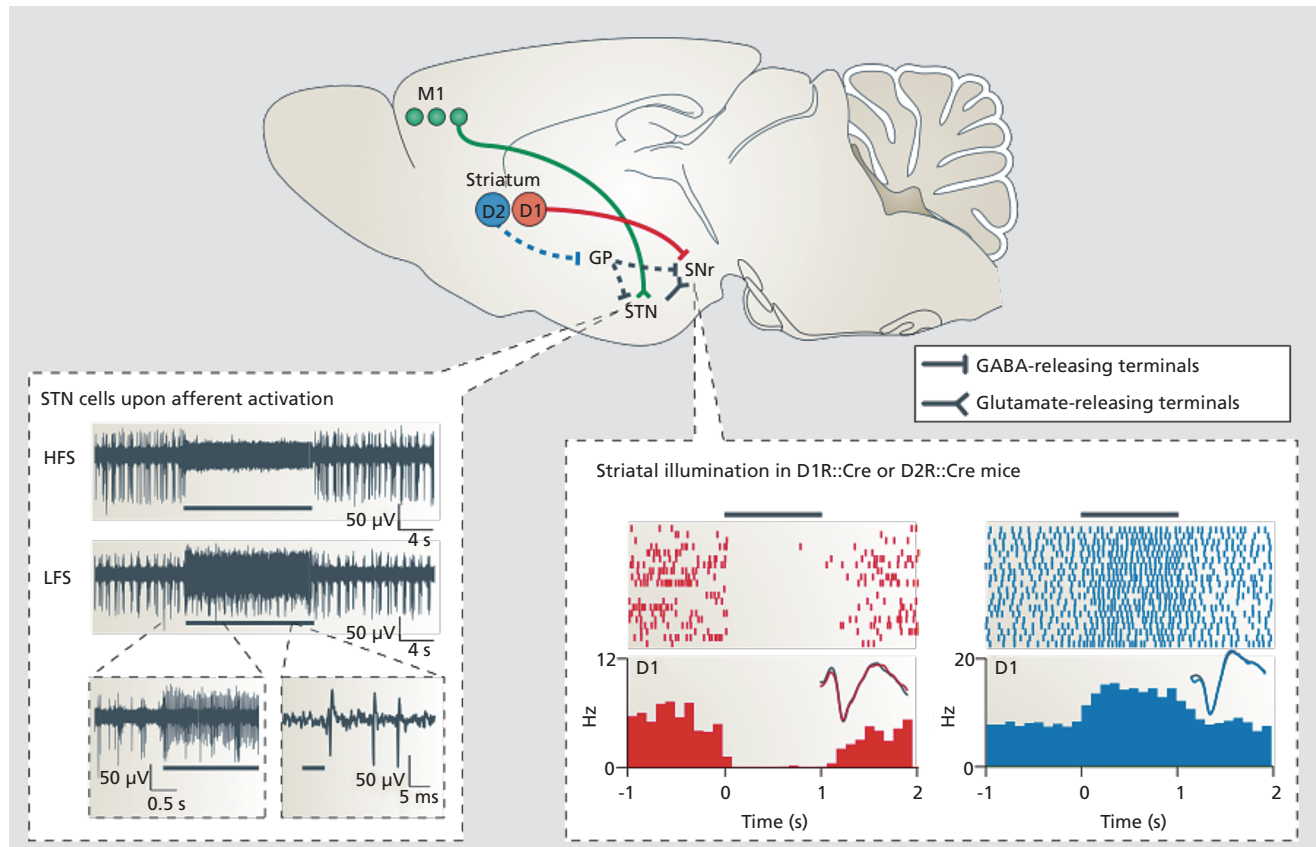 M1
Striatum
D2
D1
GP
SNr
STN
GABA-releasing terminals
Glutamate-releasing terminals
STN cells upon afferent activation
HFS
50 µV
4 s
LFS
50 µV
4 s
50 µV
0.5 s
50 µV
5 ms
Striatal illumination in D1R::Cre or D2R::Cre mice
12
D1
Hz
0
-1
0
1
2
Time (s)
20
D1
Hz
0
-1
0
1
2
Time (s)